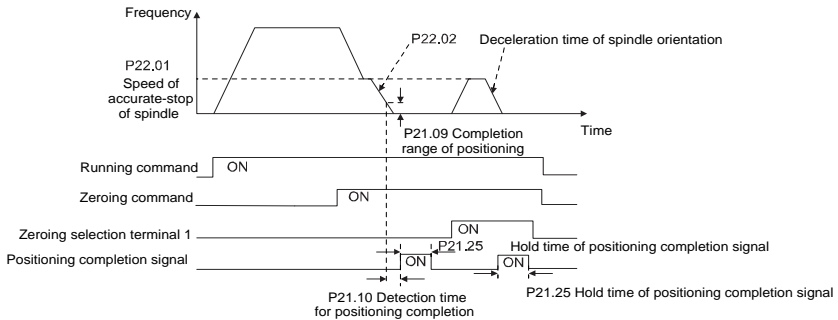 Frequency
P22.02
Deceleration time of spindle orientation
P22.01
Speed of
accurate-stop
of spindle
Time
P21.09 Completion
range of positioning
Running command
ON
Zeroing command
ON
Zeroing selection terminal 1
ON
P21.25
Hold time of positioning completion signal
Positioning completion signal
ON
ON
P21.10 Detection time
for positioning completion
P21.25 Hold time of positioning completion signal